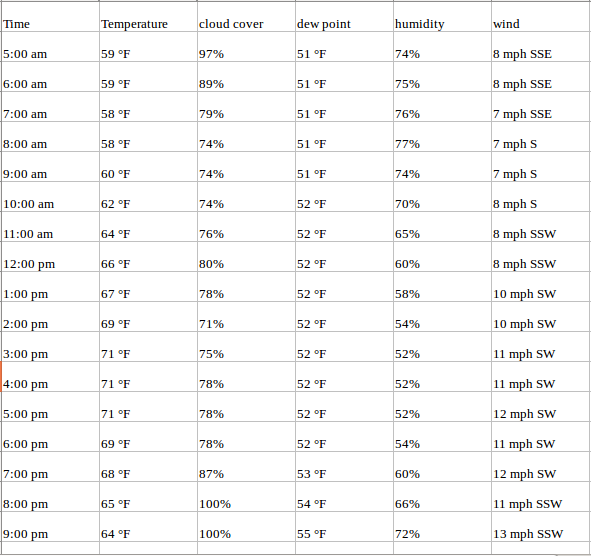 Time Temperature cloud cover dew point humidity wind
5:00 am 59 °F 97% 51 °F 74% 8 mph SSE
6:00 am 59 °F 89% 51 °F 75% 8 mph SSE
7:00 am 58 °F 79% 51 °F 76% 7 mph SSE
8:00 am 58 °F 74% 51 °F 77% 7 mph S
9:00 am 60 °F 74% 51 °F 74% 7 mph S
10:00 am 62 °F 74% 52 °F 70% 8 mph S
11:00 am 64 °F 76% 52 °F 65% 8 mph SSW
12:00 pm 66 °F 80% 52 °F 60% 8 mph SSW
1:00 pm 67 °F 78% 52 °F 58% 10 mph SW
2:00 pm 69 °F 71% 52 °F 54% 10 mph SW
3:00 pm 71 °F 75% 52 °F 52% 11 mph SW
4:00 pm 71 °F 78% 52 °F 52% 11 mph SW
5:00 pm 71 °F 78% 52 °F 52% 12 mph SW
6:00 pm 69 °F 78% 52 °F 54% 11 mph SW
7:00 pm 68 °F 87% 53 °F 60% 12 mph SW
8:00 pm 65 °F 100% 54 °F 66% 11 mph SSW
9:00 pm 64 °F 100% 55 °F 72% 13 mph SSW